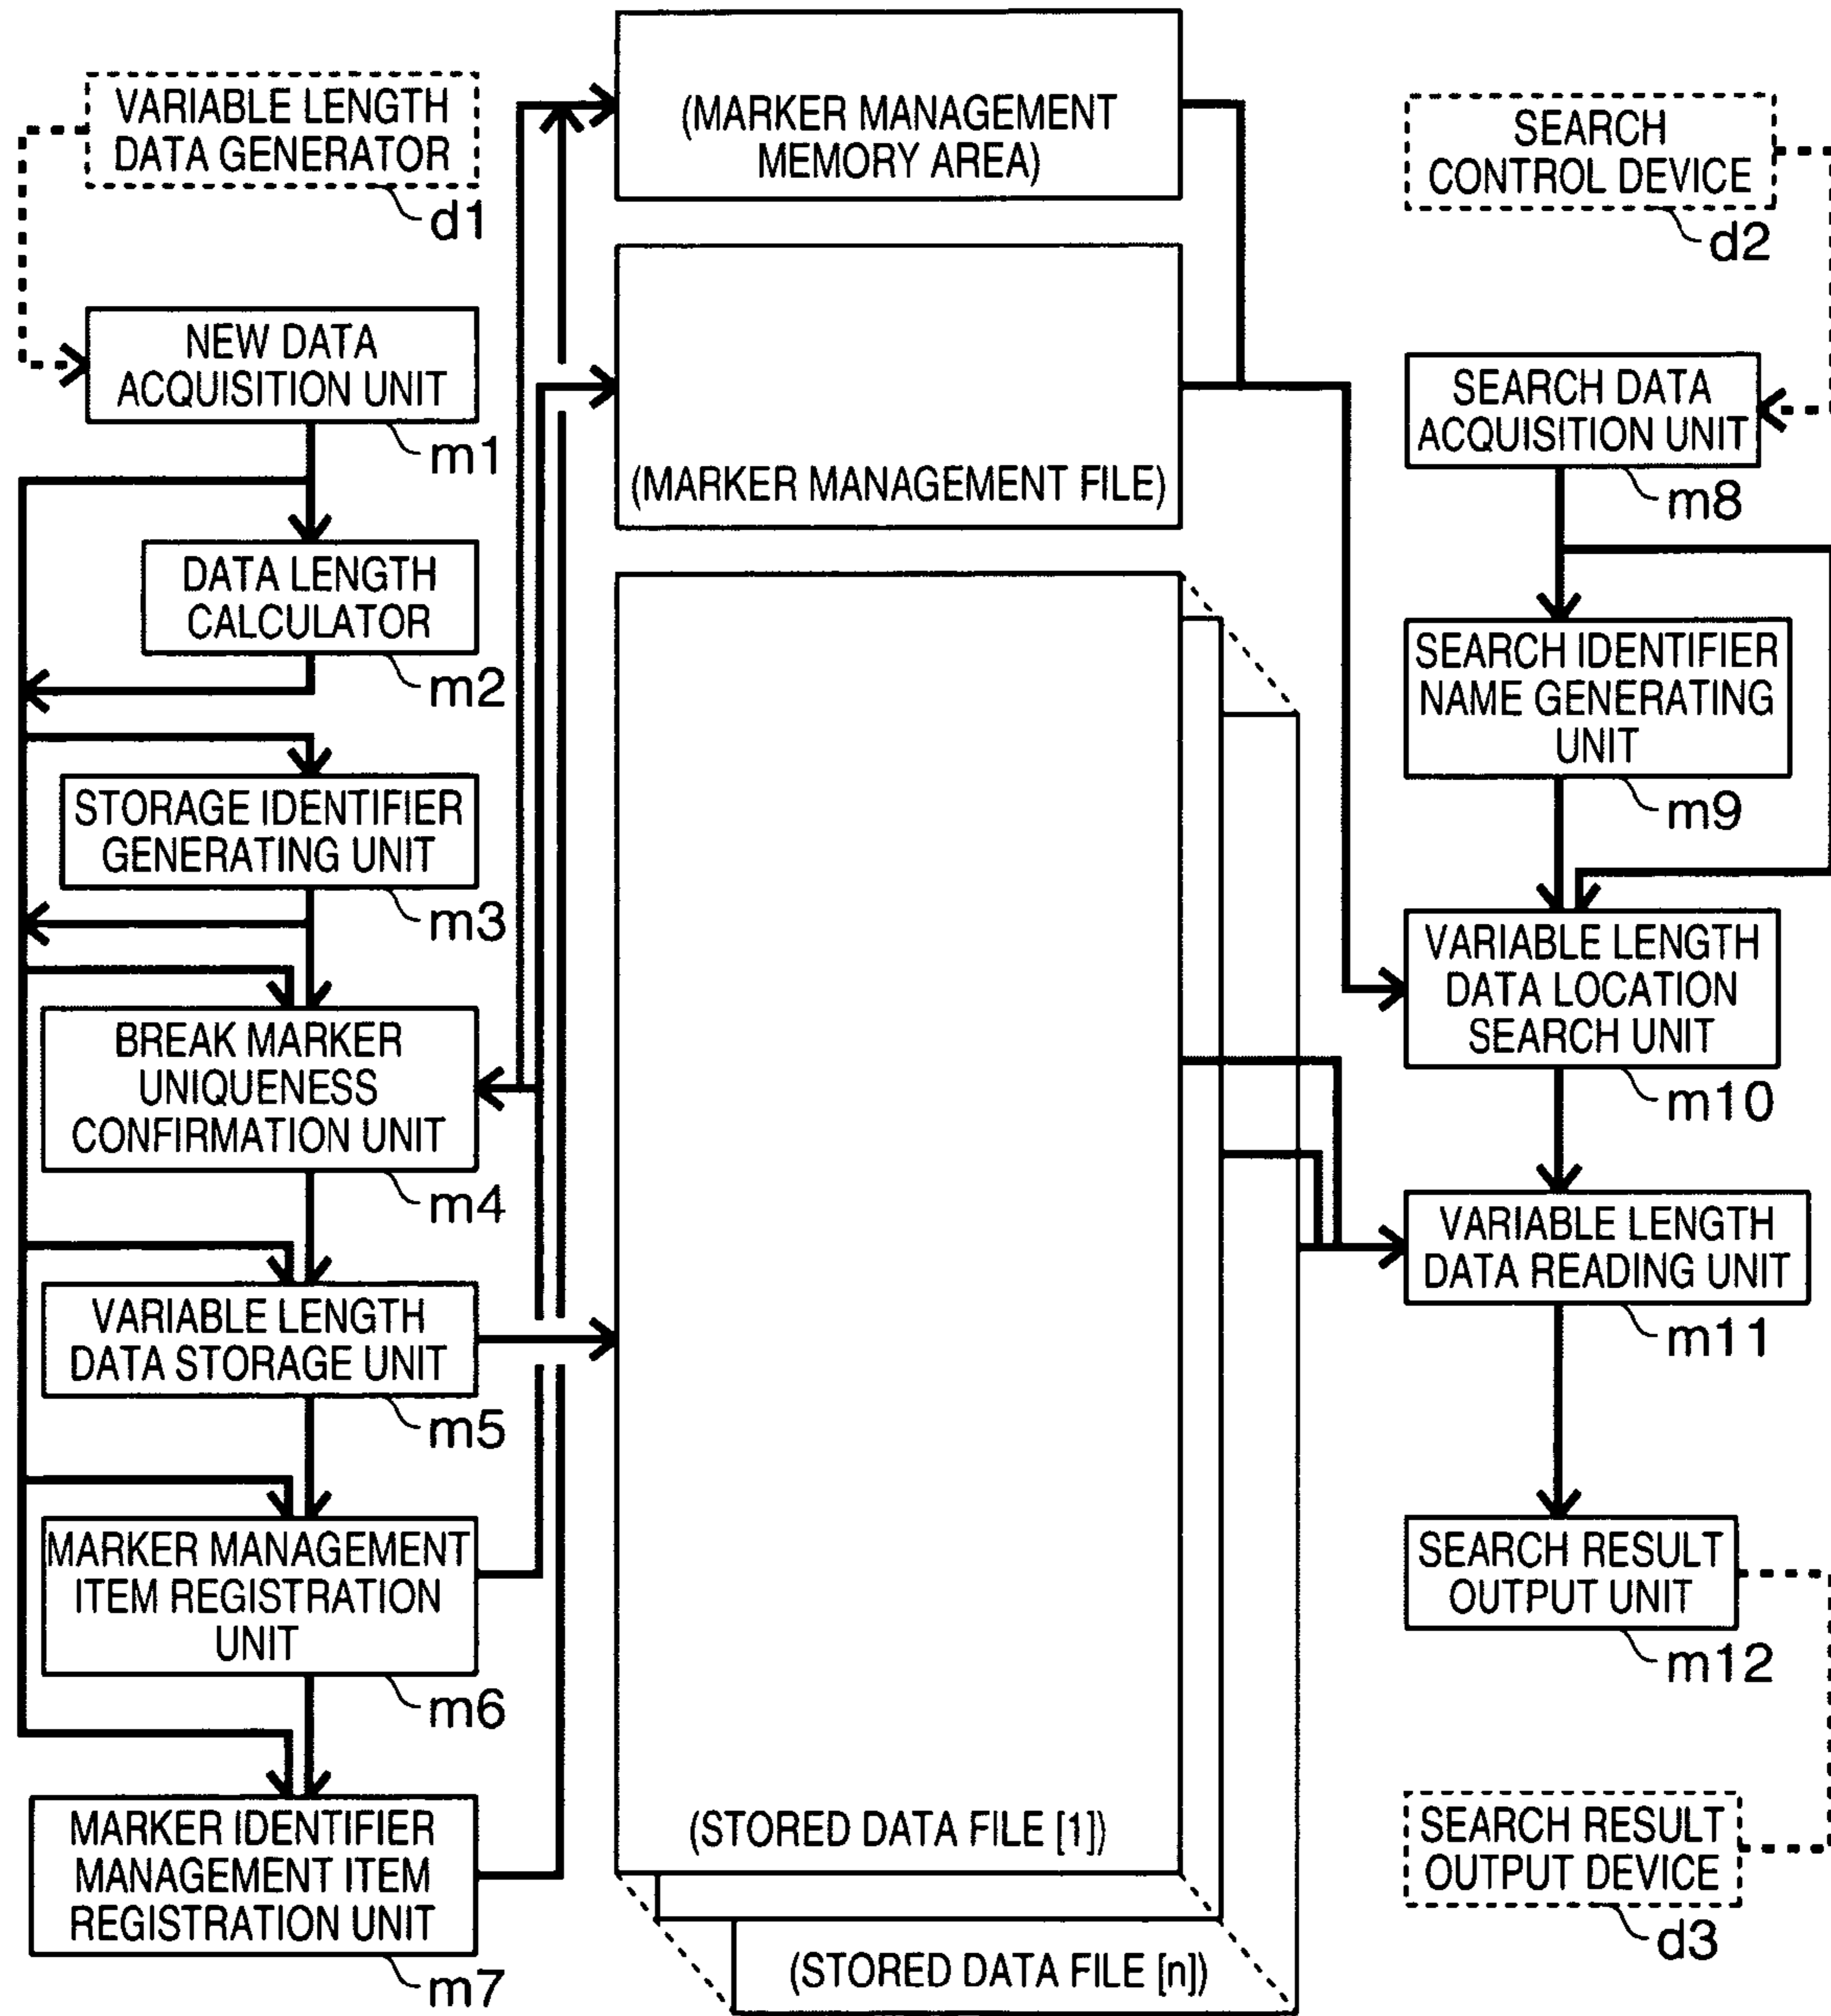 VARIABLE LENGTH
DATA GENERATOR
d1
NEW DATA
ACQUISITION UNIT
m1
DATA LENGTH
CALCULATOR
m2
STORAGE IDENTIFIER
GENERATING UNIT
m3
BREAK MARKER
UNIQUENESS
CONFIRMATION UNIT
m4
VARIABLE LENGTH
DATA STORAGE UNIT
m5
MARKER MANAGEMENT
ITEM REGISTRATION
UNIT
m6
MARKER IDENTIFIER
MANAGEMENT ITEM
REGISTRATION UNIT
m7
(MARKER MANAGEMENT
MEMORY AREA)
(MARKER MANAGEMENT FILE)
(STORED DATA FILE [1])
(STORED DATA FILE [n])
SEARCH
CONTROL DEVICE
d2
SEARCH DATA
ACQUISITION UNIT
m8
SEARCH IDENTIFIER
NAME GENERATING
UNIT
m9
VARIABLE LENGTH
DATA LOCATION
SEARCH UNIT
m10
VARIABLE LENGTH
DATA READING UNIT
m11
SEARCH RESULT
OUTPUT UNIT
m12
SEARCH RESULT
OUTPUT DEVICE
d3